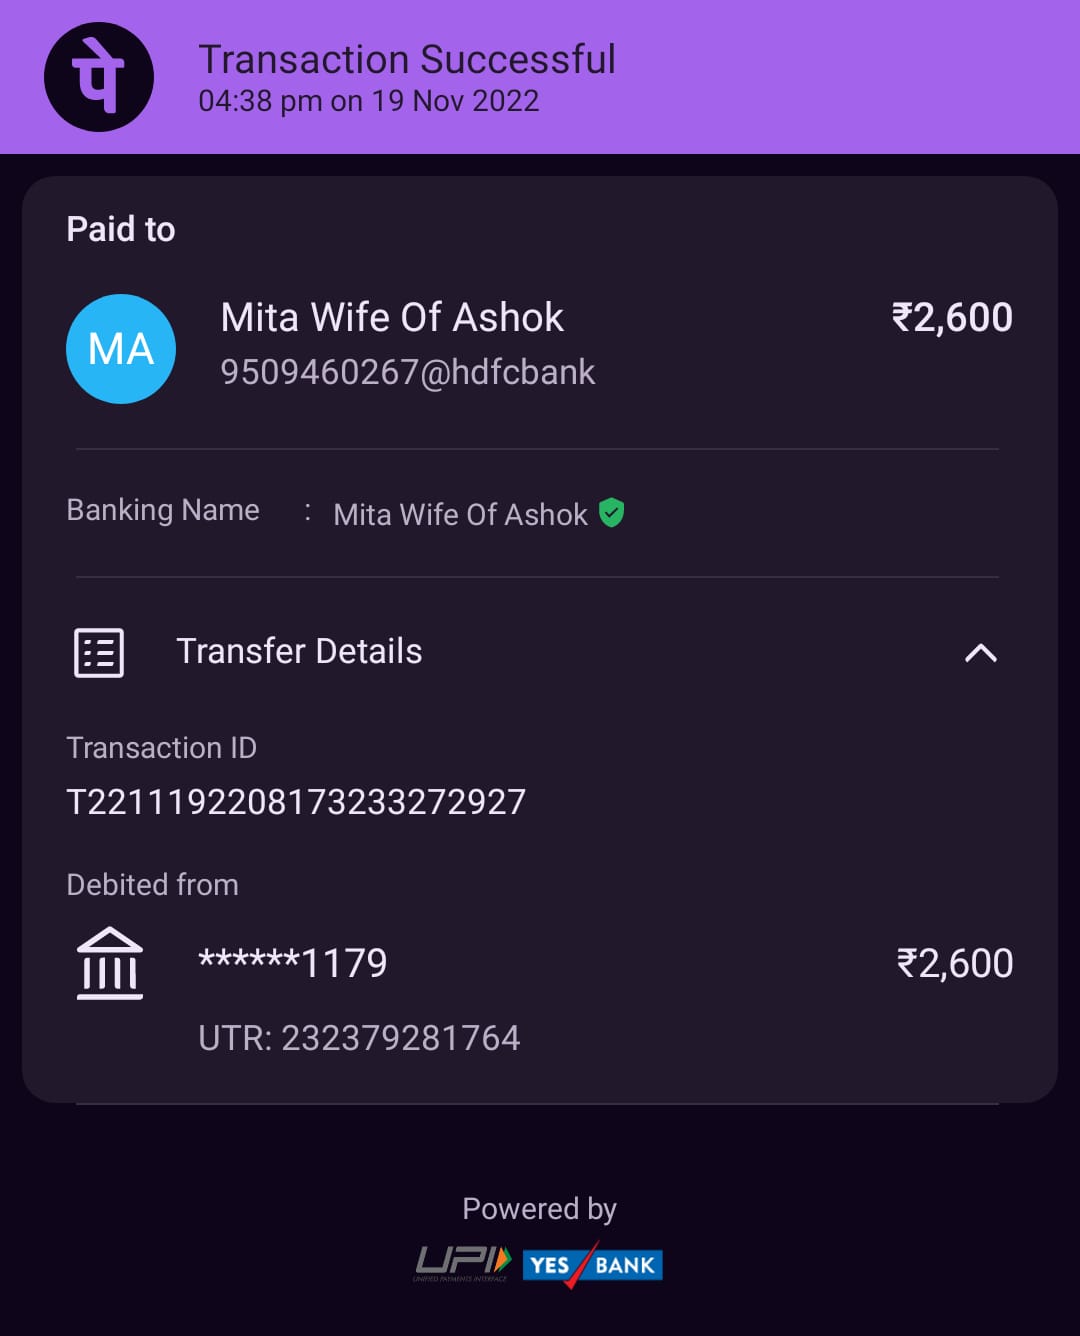 पे
Transaction Successful
04:38 pm on 19 Nov 2022
Paid to
MA
Mita Wife Of Ashok
₹2,600
9509460267@hdfcbank
Banking Name : Mita Wife Of Ashok
Transfer Details
Transaction ID
T2211192208173233272927
Debited from
******1179
₹2,600
UTR: 232379281764
Powered by
UPI
UNIFIED PAYMENTS INTERFACE
YES BANK